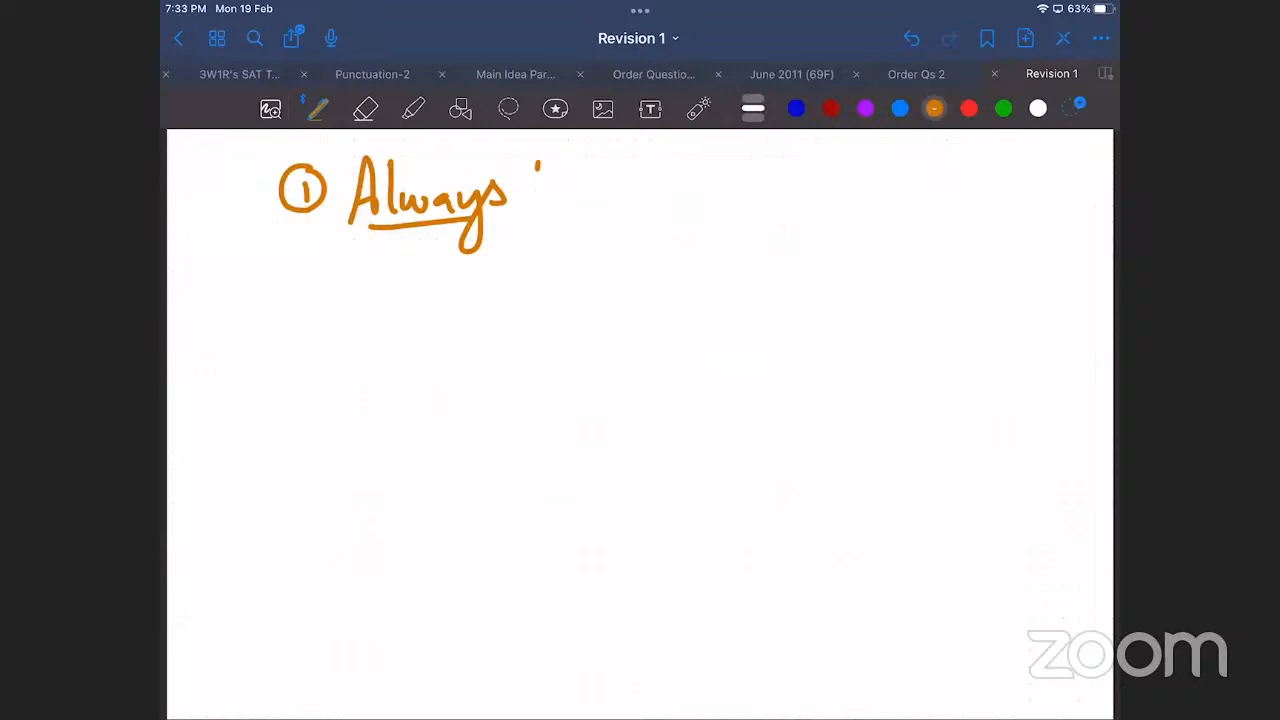 7:33 PM Mon 19 Feb 63%
Revision 1
3W1R's SAT T... Punctuation-2 Main Idea Par... Order Questio... June 2011 (69F) Order Qs 2 Revision 1
① Always '
zoom